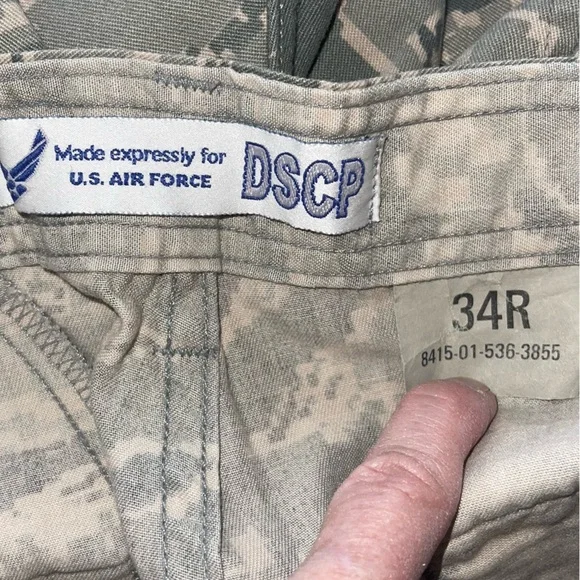 Made expressly for
U.S. AIR FORCE
DSCP
34R
8415-01-536-3855